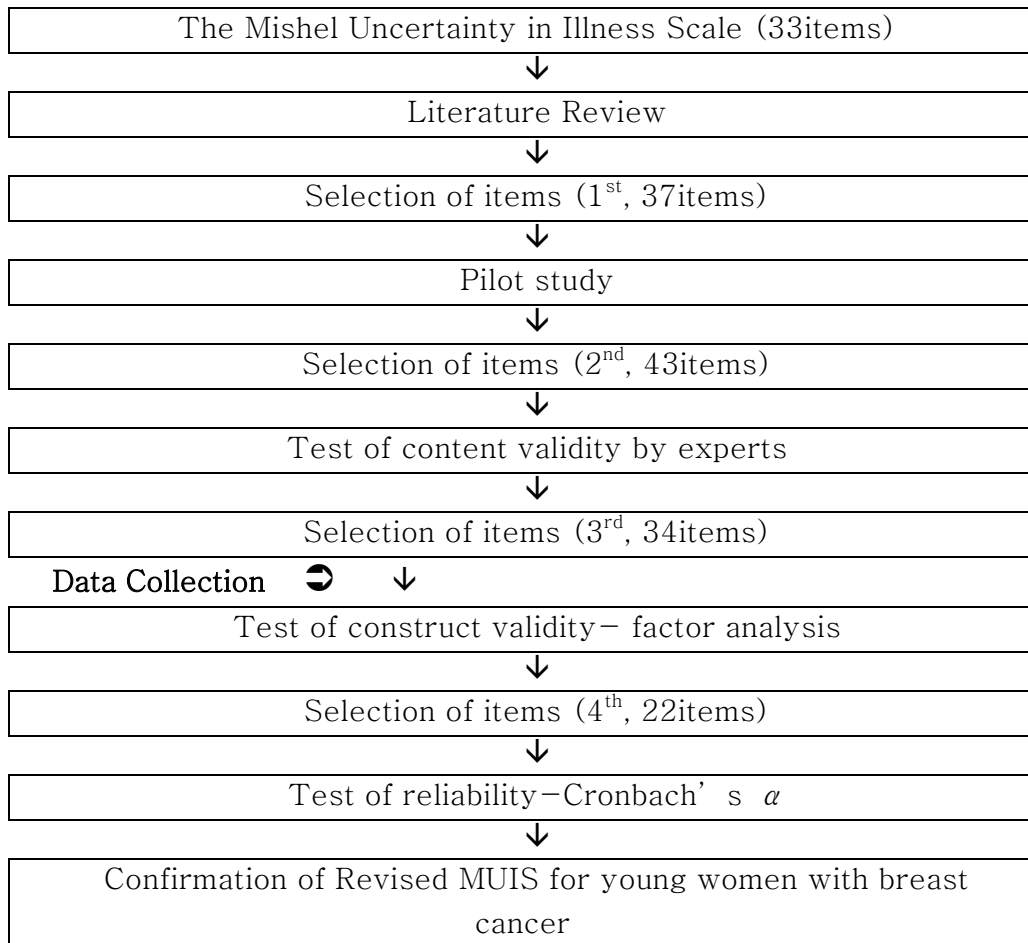 The Mishel Uncertainty in Illness Scale (33items)
↓
Literature Review
↓
Selection of items (1st, 37items)
↓
Pilot study
↓
Selection of items (2nd, 43items)
↓
Test of content validity by experts
↓
Selection of items (3rd, 34items)
Data Collection ➲ ↓
Test of construct validity- factor analysis
↓
Selection of items (4th, 22items)
↓
Test of reliability-Cronbach' s α
↓
Confirmation of Revised MUIS for young women with breast
cancer